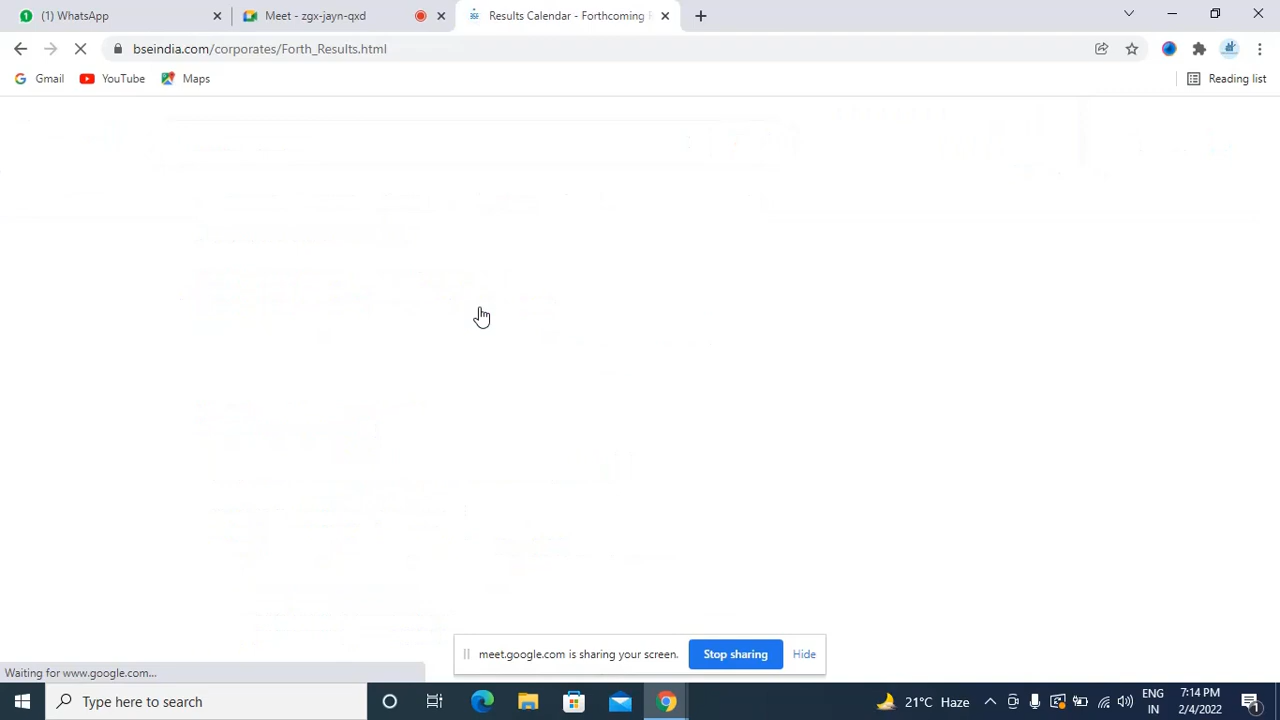 (1) WhatsApp
Meet - zgx-jayn-qxd
Results Calendar - Forthcoming
bseindia.com/corporates/Forth_Results.html
Gmail
YouTube
Maps
Reading list
meet.google.com is sharing your screen.
Stop sharing
Hide
Waiting for www.google.com...
Type here to search
21°C Haze
ENG
IN
7:14 PM
2/4/2022
1